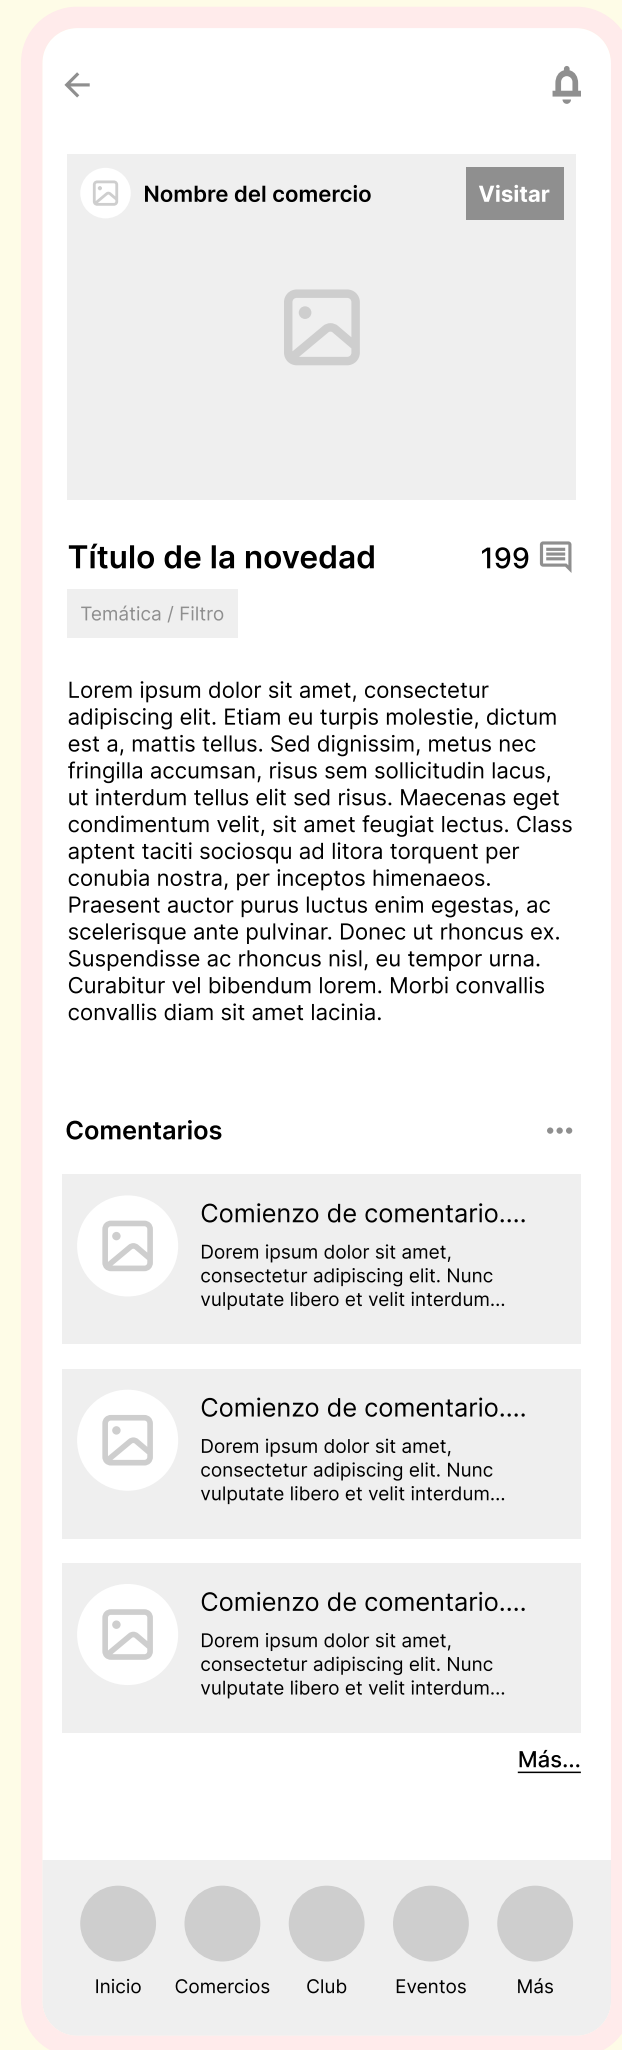 Nombre del comercio
Visitar
Título de la novedad
199
Temática / Filtro
Lorem ipsum dolor sit amet, consectetur
adipiscing elit. Etiam eu turpis molestie, dictum
est a, mattis tellus. Sed dignissim, metus nec
fringilla accumsan, risus sem sollicitudin lacus,
ut interdum tellus elit sed risus. Maecenas eget
condimentum velit, sit amet feugiat lectus. Class
aptent taciti sociosqu ad litora torquent per
conubia nostra, per inceptos himenaeos.
Praesent auctor purus luctus enim egestas, ac
scelerisque ante pulvinar. Donec ut rhoncus ex.
Suspendisse ac rhoncus nisl, eu tempor urna.
Curabitur vel bibendum lorem. Morbi convallis
convallis diam sit amet lacinia.
Comentarios
Comienzo de comentario....
Dorem ipsum dolor sit amet,
consectetur adipiscing elit. Nunc
vulputate libero et velit interdum...
Comienzo de comentario....
Dorem ipsum dolor sit amet,
consectetur adipiscing elit. Nunc
vulputate libero et velit interdum...
Comienzo de comentario....
Dorem ipsum dolor sit amet,
consectetur adipiscing elit. Nunc
vulputate libero et velit interdum...
Más...
Inicio
Comercios
Club
Eventos
Más